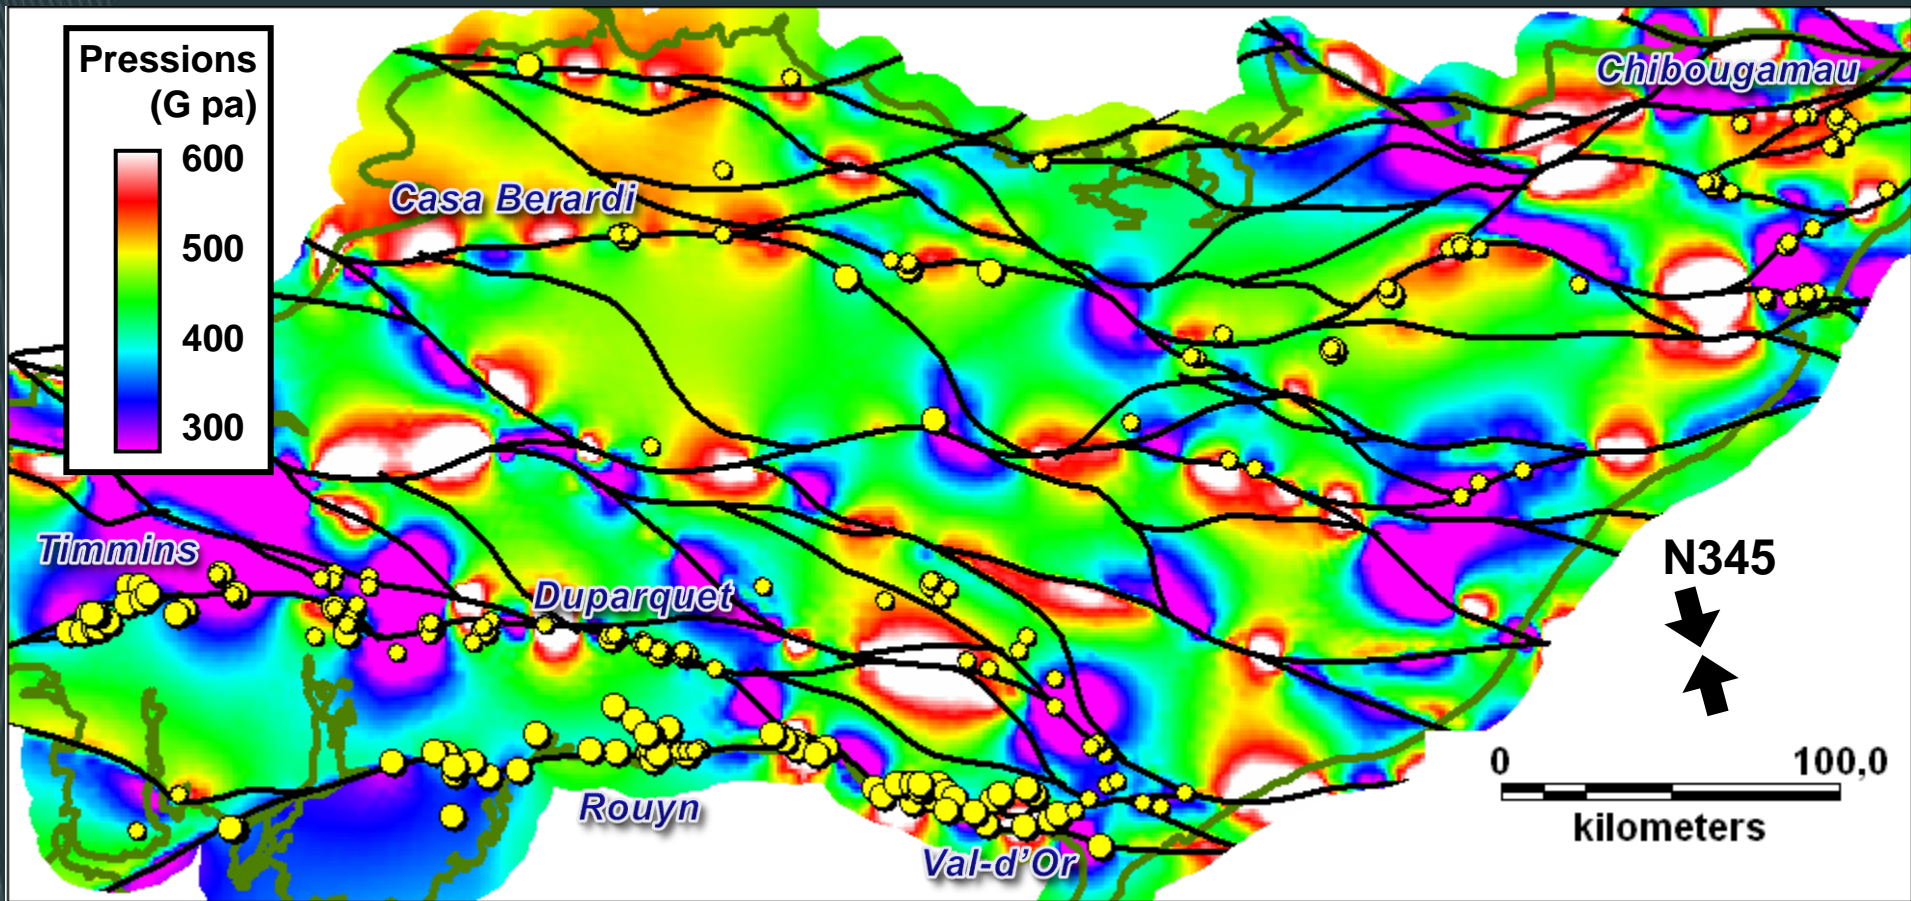 Pressions
(G pa)
600
500
400
300
Chibougamau
Casa Berardi
Timmins
Duparquet
Rouyn
Val-d'Or
N345
0 100,0
kilometers